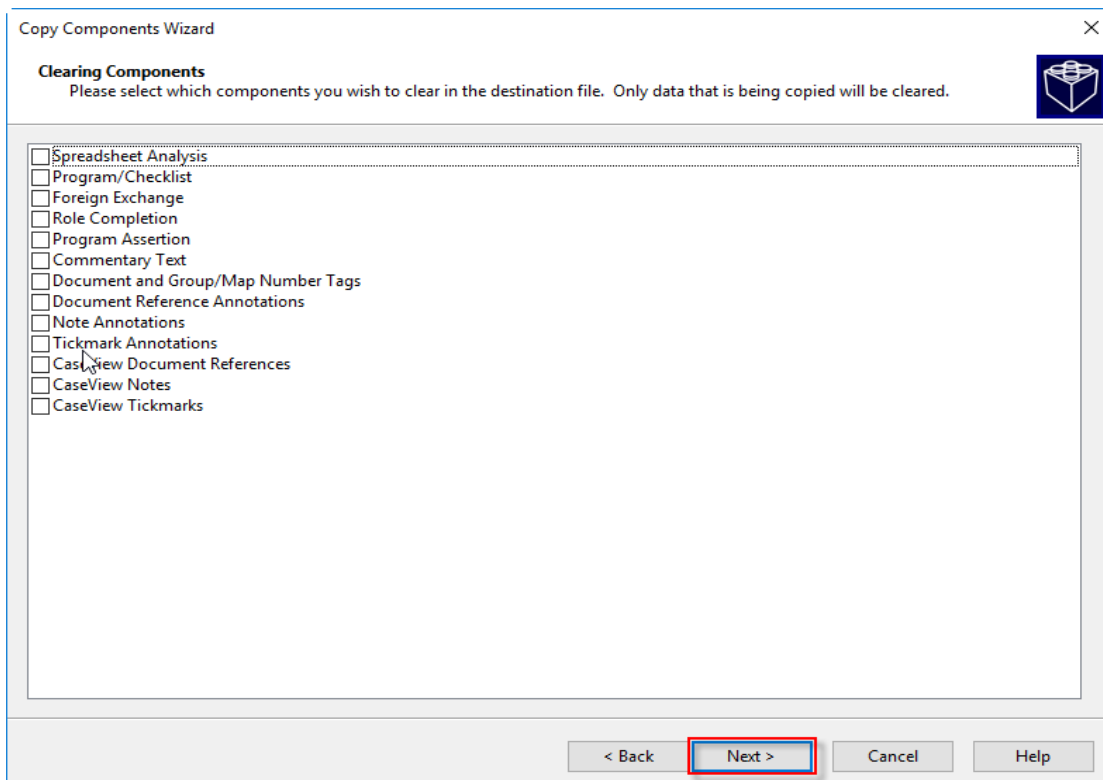 Copy Components Wizard
Clearing Components
Please select which components you wish to clear in the destination file. Only data that is being copied will be cleared.
Spreadsheet Analysis
Program/Checklist
Foreign Exchange
Role Completion
Program Assertion
Commentary Text
Document and Group/Map Number Tags
Document Reference Annotations
Note Annotations
Tickmark Annotations
CaseView Document References
CaseView Notes
CaseView Tickmarks
< Back Next > Cancel Help